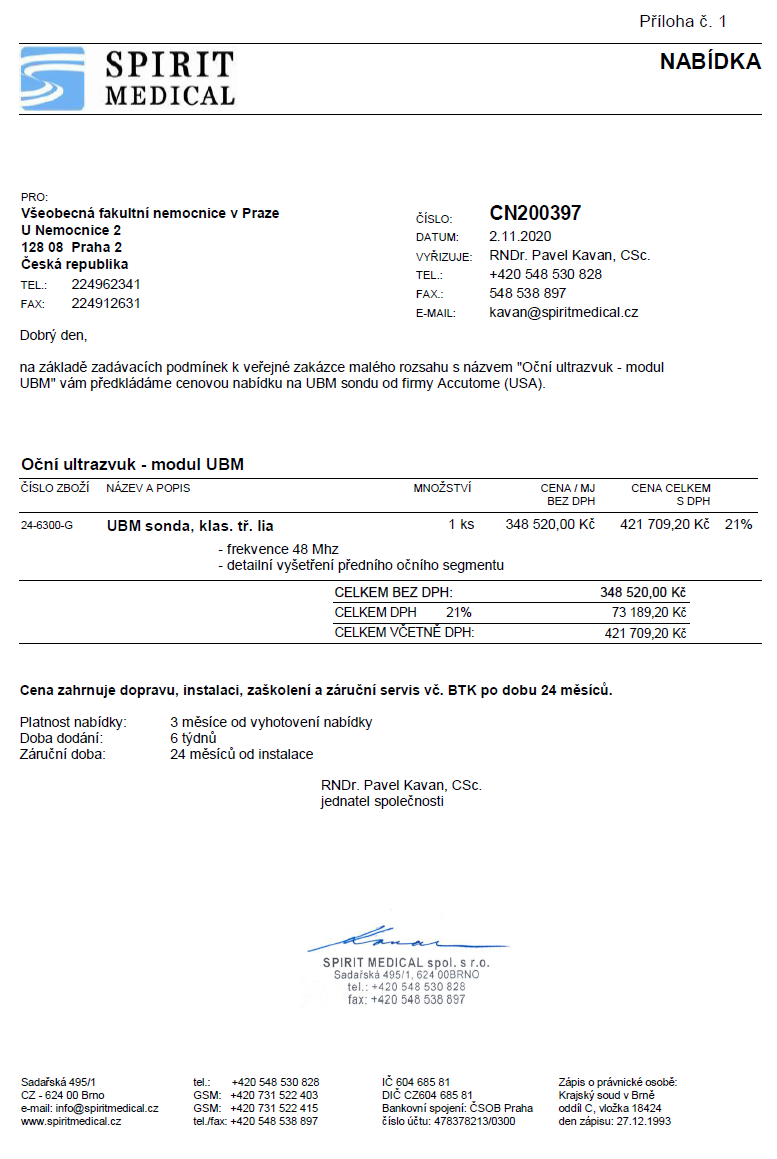 Příloha č. 1
SPIRIT
MEDICAL
NABÍDKA
PRO:
Všeobecná fakultní nemocnice v Praze
U Nemocnice 2
128 08 Praha 2
Česká republika
TEL.: 224962341
FAX: 224912631
ČÍSLO: CN200397
DATUM: 2.11.2020
VYŘIZUJE: RNDr. Pavel Kavan, CSc.
TEL.: +420 548 530 828
FAX.: 548 538 897
E-MAIL: kavan@spiritmedical.cz
Dobrý den,
na základě zadávacích podmínek k veřejné zakázce malého rozsahu s názvem "Oční ultrazvuk - modul
UBM" vám předkládáme cenovou nabídku na UBM sondu od firmy Accutome (USA).
Oční ultrazvuk - modul UBM
ČÍSLO ZBOŽÍ NÁZEV A POPIS MNOŽSTVÍ CENA / MJ CENA CELKEM
BEZ DPH S DPH
24-6300-G UBM sonda, klas. tř. IIa 1 ks 348 520,00 Kč 421 709,20 Kč 21%
- frekvence 48 Mhz
- detailní vyšetření předního očního segmentu
CELKEM BEZ DPH: 348 520,00 Kč
CELKEM DPH 21% 73 189,20 Kč
CELKEM VČETNĚ DPH: 421 709,20 Kč
Cena zahrnuje dopravu, instalaci, zaškolení a záruční servis vč. BTK po dobu 24 měsíců.
Platnost nabídky: 3 měsíce od vyhotovení nabídky
Doba dodání: 6 týdnů
Záruční doba: 24 měsíců od instalace
RNDr. Pavel Kavan, CSc.
jednatel společnosti
Kavan
SPIRIT MEDICAL spol. s r.o.
Sadařská 495/1, 624 00BRNO
tel.: +420 548 530 828
fax: +420 548 538 897
Sadařská 495/1 tel.: +420 548 530 828 IČ 604 685 81 Zápis o právnické osobě:
CZ - 624 00 Brno GSM: +420 731 522 403 DIČ CZ604 685 81 Krajský soud v Brně
e-mail: info@spiritmedical.cz GSM: +420 731 522 415 Bankovní spojení: ČSOB Praha oddíl C, vložka 18424
www.spiritmedical.cz tel./fax: +420 548 538 897 číslo účtu: 478378213/0300 den zápisu: 27.12.1993